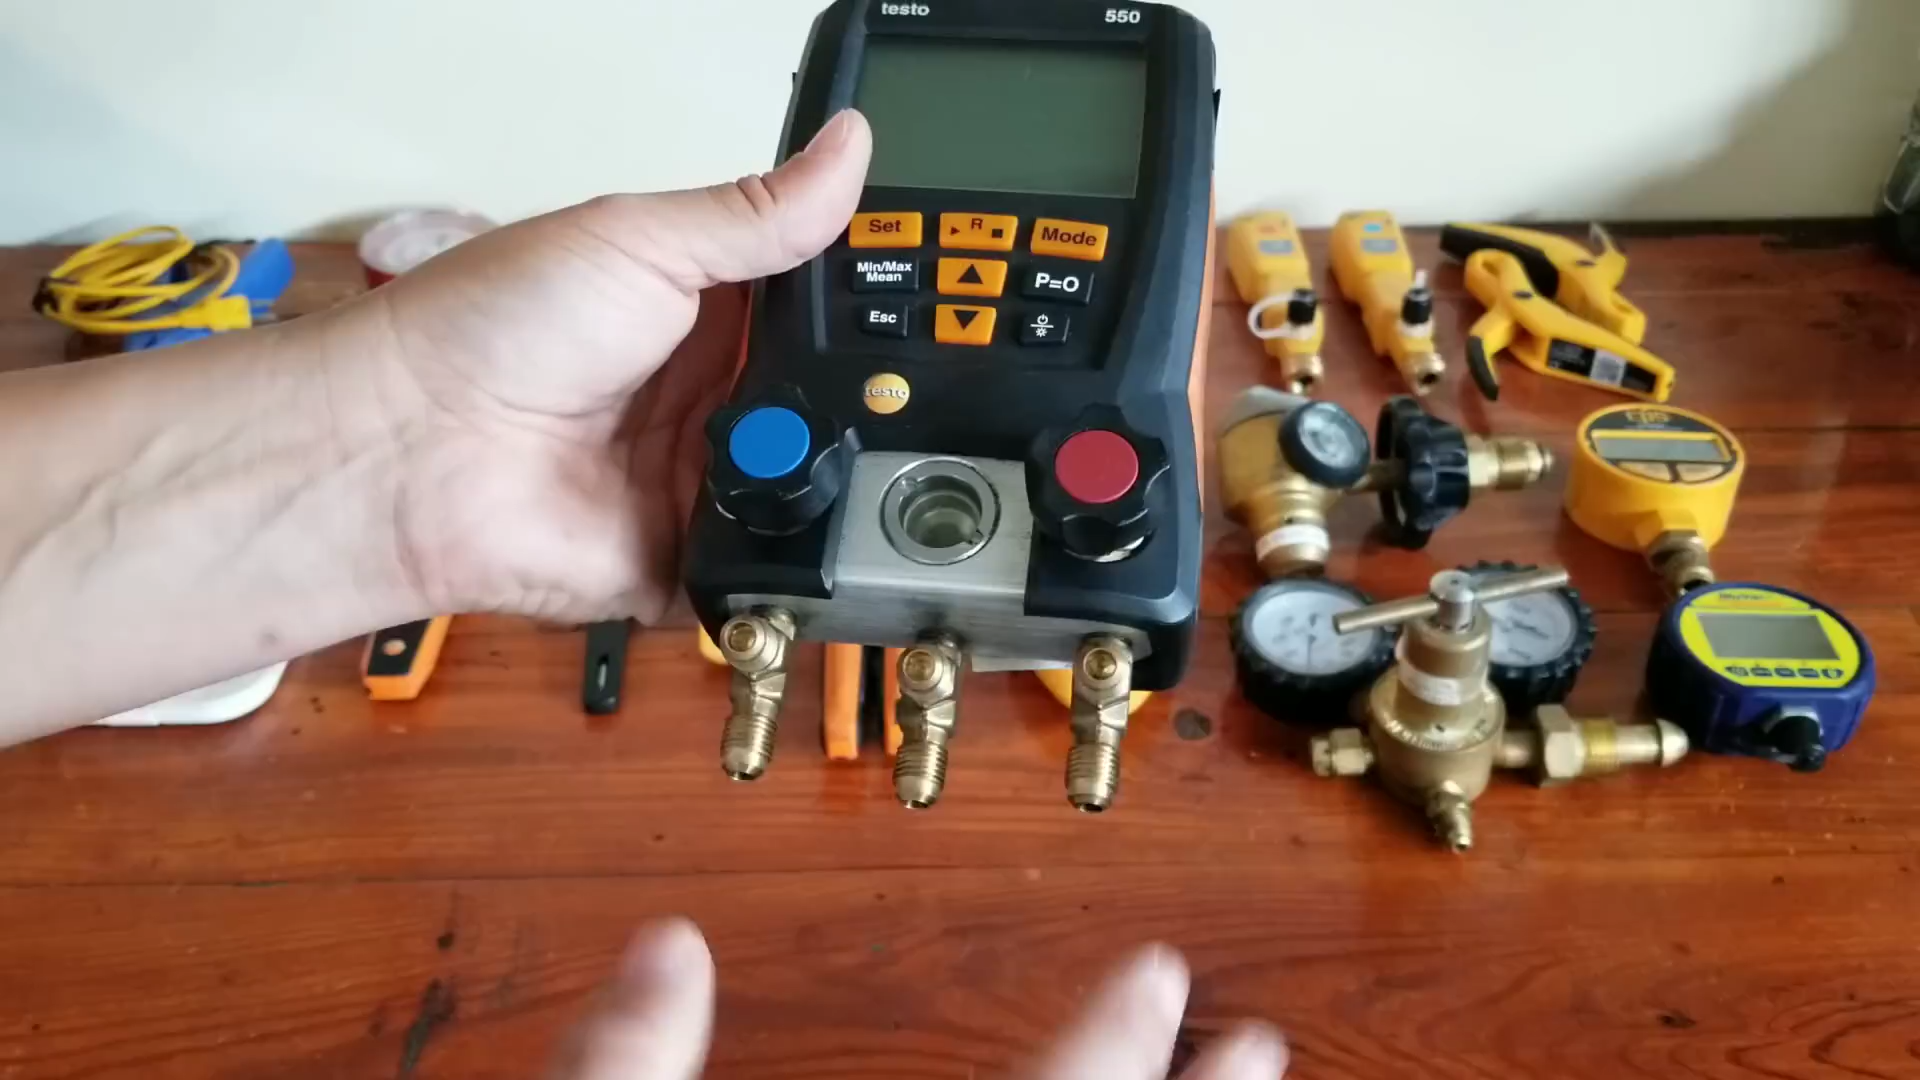 testo 550
Set
R
Mode
Min/Max
Mean
P=O
Esc
testo